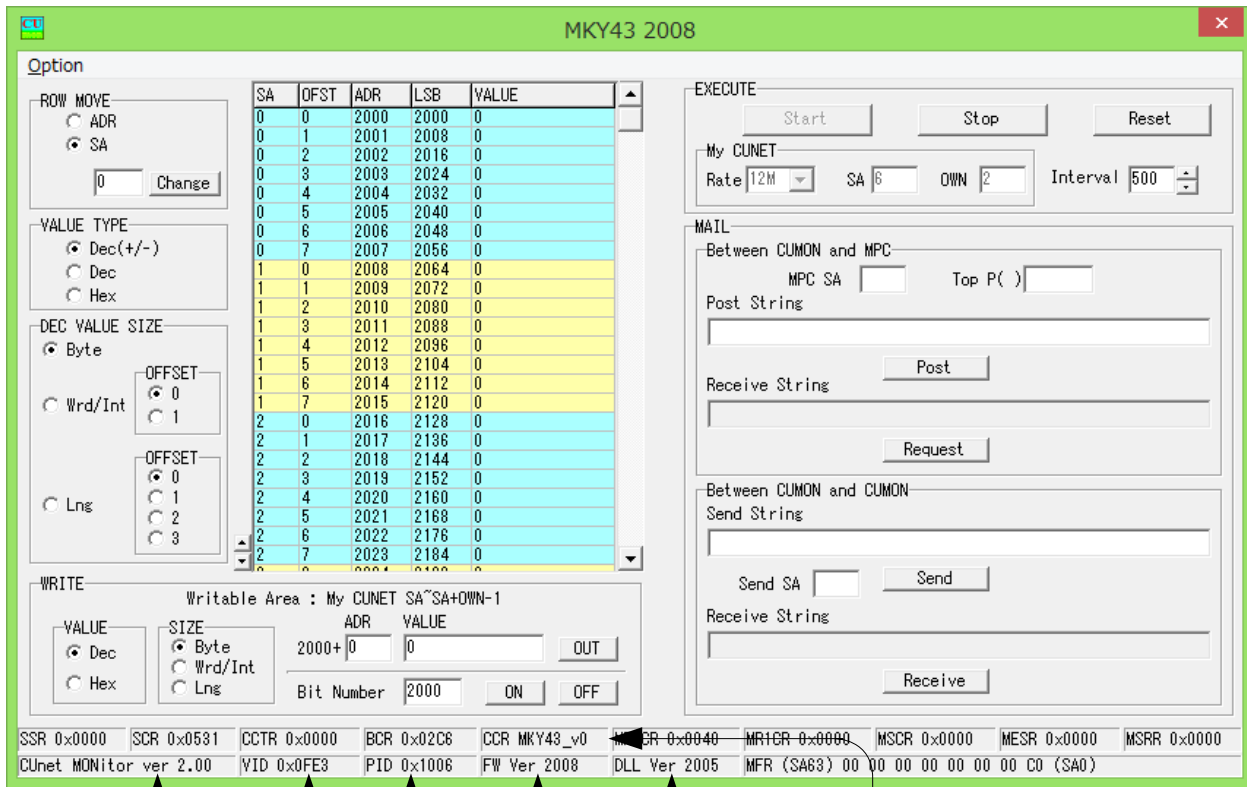 CU
MKY43 2008
Option
ROW MOVE
ADR
SA
0 Change
VALUE TYPE
Dec(+/-)
Dec
Hex
DEC VALUE SIZE
Byte
Wrd/Int
OFFSET
0
1
Lng
OFFSET
0
1
2
3
SA OFST ADR LSB VALUE
0 0 2000 2000 0
0 1 2001 2008 0
0 2 2002 2016 0
0 3 2003 2024 0
0 4 2004 2032 0
0 5 2005 2040 0
0 6 2006 2048 0
0 7 2007 2056 0
1 0 2008 2064 0
1 1 2009 2072 0
1 2 2010 2080 0
1 3 2011 2088 0
1 4 2012 2096 0
1 5 2013 2104 0
1 6 2014 2112 0
1 7 2015 2120 0
2 0 2016 2128 0
2 1 2017 2136 0
2 2 2018 2144 0
2 3 2019 2152 0
2 4 2020 2160 0
2 5 2021 2168 0
2 6 2022 2176 0
2 7 2023 2184 0
WRITE
Writable Area : My CUNET SA~SA+OWN-1
VALUE
Dec
Hex
SIZE
Byte
Wrd/Int
Lng
ADR VALUE
2000+ 0 0 OUT
Bit Number 2000 ON OFF
EXECUTE
Start Stop Reset
My CUNET
Rate 12M SA 6 OWN 2 Interval 500
MAIL
Between CUMON and MPC
MPC SA Top P( )
Post String
Post
Receive String
Request
Between CUMON and CUMON
Send String
Send SA Send
Receive String
Receive
SSR 0x0000 SCR 0x0531 CCTR 0x0000 BCR 0x02C6 CCR MKY43_v0 0x0040 MR1CR 0x0000 MSCR 0x0000 MESR 0x0000 MSRR 0x0000
CUnet MONitor ver 2.00 VID 0x0FE3 PID 0x1006 FW Ver 2008 DLL Ver 2005 MFR (SA63) 00 00 00 00 00 00 00 C0 (SA0)